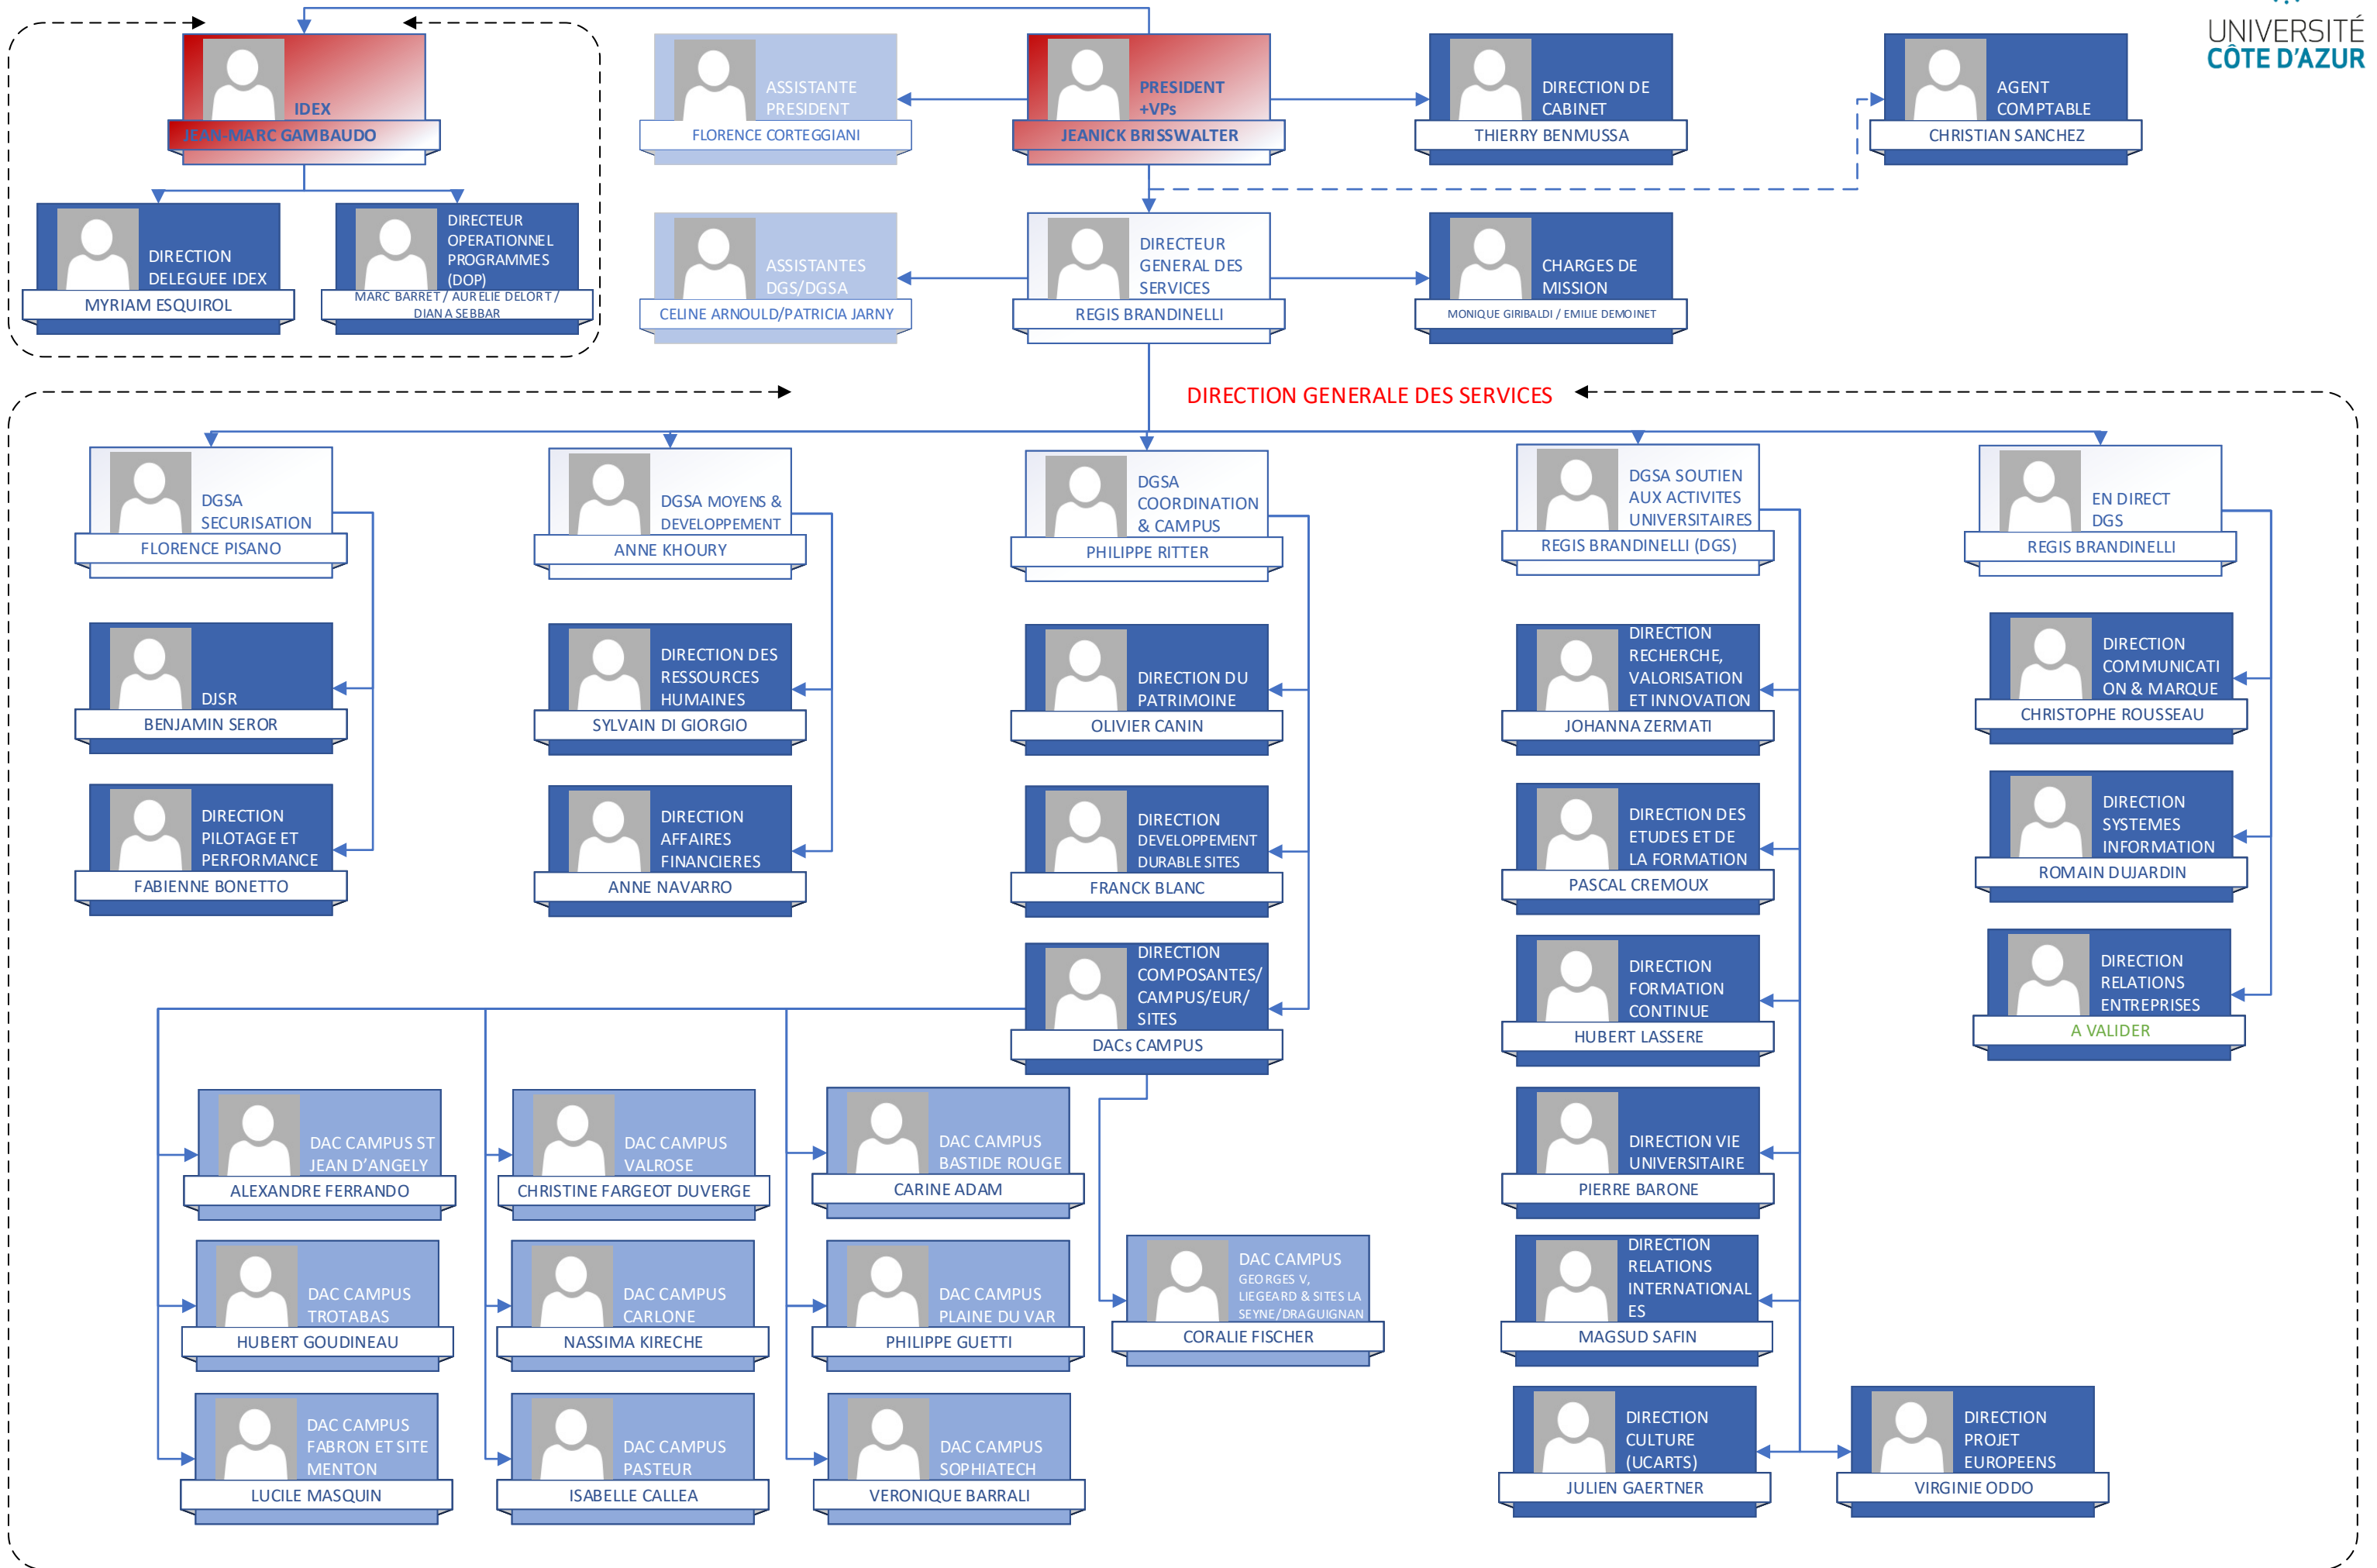 UNIVERSITÉ
CÔTE D'AZUR
IDEX
JEAN-MARC GAMBAUDO
ASSISTANTE
PRESIDENT
FLORENCE CORTEGGIANI
PRESIDENT
+VPs
JEANICK BRISSWALTER
DIRECTION DE
CABINET
THIERRY BENMUSSA
AGENT
COMPTABLE
CHRISTIAN SANCHEZ
DIRECTION
DELEGUEE IDEX
MYRIAM ESQUIROL
DIRECTEUR
OPERATIONNEL
PROGRAMMES
(DOP)
MARC BARRET / AURELIE DELORT /
DIANA SEBBAR
ASSISTANTES
DGS/DGSA
CELINE ARNOULD/PATRICIA JARNY
DIRECTEUR
GENERAL DES
SERVICES
REGIS BRANDINELLI
CHARGES DE
MISSION
MONIQUE GIRIBALDI / EMILIE DEMOINET
DIRECTION GENERALE DES SERVICES
DGSA
SECURISATION
FLORENCE PISANO
DGSA MOYENS &
DEVELOPPEMENT
ANNE KHOURY
DGSA
COORDINATION
& CAMPUS
PHILIPPE RITTER
DGSA SOUTIEN
AUX ACTIVITES
UNIVERSITAIRES
REGIS BRANDINELLI (DGS)
EN DIRECT
DGS
REGIS BRANDINELLI
DJSR
BENJAMIN SEROR
DIRECTION DES
RESSOURCES
HUMAINES
SYLVAIN DI GIORGIO
DIRECTION DU
PATRIMOINE
OLIVIER CANIN
DIRECTION
RECHERCHE,
VALORISATION
ET INNOVATION
JOHANNA ZERMATI
DIRECTION
COMMUNICATI
ON & MARQUE
CHRISTOPHE ROUSSEAU
DIRECTION
PILOTAGE ET
PERFORMANCE
FABIENNE BONETTO
DIRECTION
AFFAIRES
FINANCIERES
ANNE NAVARRO
DIRECTION
DEVELOPPEMENT
DURABLE SITES
FRANCK BLANC
DIRECTION DES
ETUDES ET DE
LA FORMATION
PASCAL CREMOUX
DIRECTION
SYSTEMES
INFORMATION
ROMAIN DUJARDIN
DIRECTION
COMPOSANTES/
CAMPUS/EUR/
SITES
DACs CAMPUS
DIRECTION
FORMATION
CONTINUE
HUBERT LASSERE
DIRECTION
RELATIONS
ENTREPRISES
A VALIDER
DAC CAMPUS ST
JEAN D'ANGELY
ALEXANDRE FERRANDO
DAC CAMPUS
VALROSE
CHRISTINE FARGEOT DUVERGE
DAC CAMPUS
BASTIDE ROUGE
CARINE ADAM
DIRECTION VIE
UNIVERSITAIRE
PIERRE BARONE
DAC CAMPUS
TROTABAS
HUBERT GOUDINEAU
DAC CAMPUS
CARLONE
NASSIMA KIRECHE
DAC CAMPUS
PLAINE DU VAR
PHILIPPE GUETTI
DAC CAMPUS
GEORGES V,
LIEGEARD & SITES LA
SEYNE/DRAGUIGNAN
CORALIE FISCHER
DIRECTION
RELATIONS
INTERNATIONAL
ES
MAGSUD SAFIN
DAC CAMPUS
FABRON ET SITE
MENTON
LUCILE MASQUIN
DAC CAMPUS
PASTEUR
ISABELLE CALLEA
DAC CAMPUS
SOPHIATECH
VERONIQUE BARRALI
DIRECTION
CULTURE
(UCARTS)
JULIEN GAERTNER
DIRECTION
PROJET
EUROPEENS
VIRGINIE ODDO